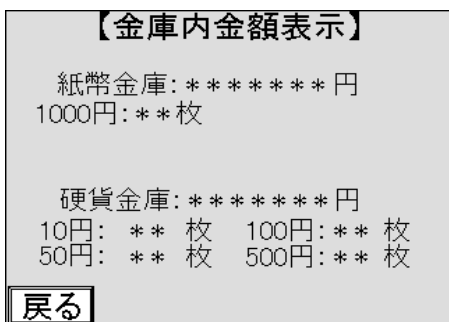 【金庫内金額表示】
紙幣金庫:*******円
1000円:**枚
硬貨金庫:*******円
10円: ** 枚 100円:** 枚
50円: ** 枚 500円:** 枚
戻る